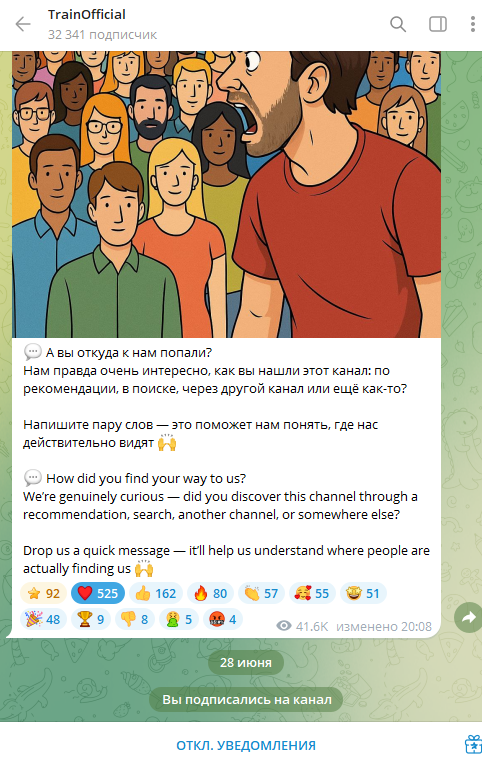 TrainOfficial
32 341 подписчик
💬 А вы откуда к нам попали?
Нам правда очень интересно, как вы нашли этот канал: по
рекомендации, в поиске, через другой канал или ещё как-то?
Напишите пару слов — это поможет нам понять, где нас
действительно видят 🙌
💬 How did you find your way to us?
We're genuinely curious — did you discover this channel through a
recommendation, search, another channel, or somewhere else?
Drop us a quick message — it'll help us understand where people are
actually finding us 🙌
⭐ 92 ❤️ 525 👍 162 🔥 80 👏 57 🥰 55 🤩 51
🎉 48 🏆 9 👎 8 🤮 5 🤬 4
41.6K изменено 20:08
28 июня
Вы подписались на канал
ОТКЛ. УВЕДОМЛЕНИЯ